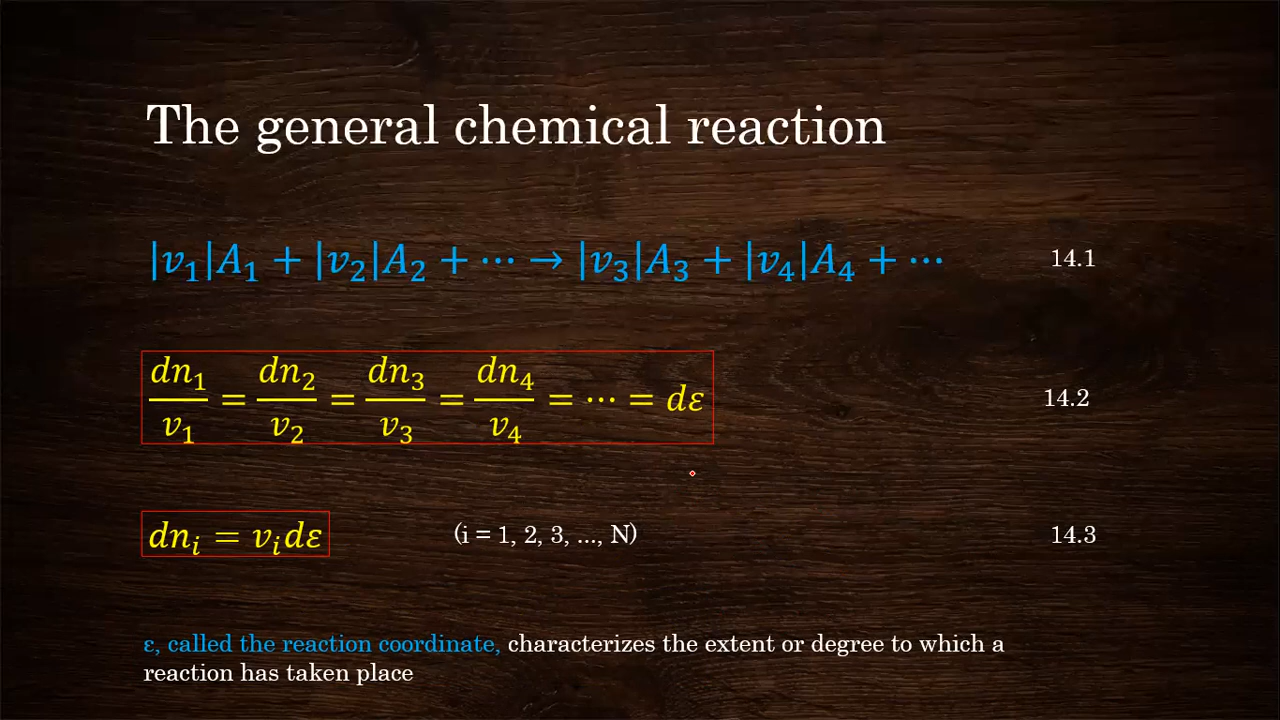 The general chemical reaction
|v₁|A₁ + |v₂|A₂ + ⋯ → |v₃|A₃ + |v₄|A₄ + ⋯ 14.1
dn₁/v₁ = dn₂/v₂ = dn₃/v₃ = dn₄/v₄ = ⋯ = dε 14.2
dnᵢ = vᵢdε (i = 1, 2, 3, …, N) 14.3
ε, called the reaction coordinate, characterizes the extent or degree to which a
reaction has taken place